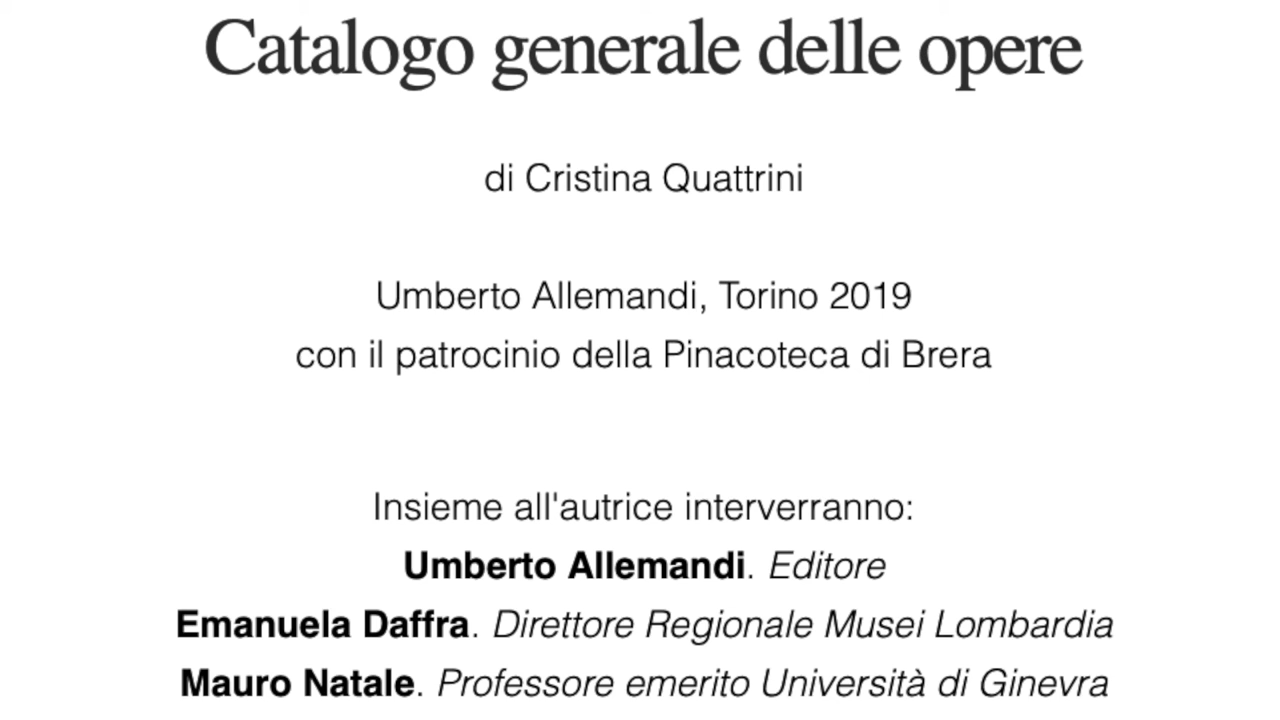 Catalogo generale delle opere
di Cristina Quattrini
Umberto Allemandi, Torino 2019
con il patrocinio della Pinacoteca di Brera
Insieme all'autrice interverranno:
Umberto Allemandi. Editore
Emanuela Daffra. Direttore Regionale Musei Lombardia
Mauro Natale. Professore emerito Università di Ginevra